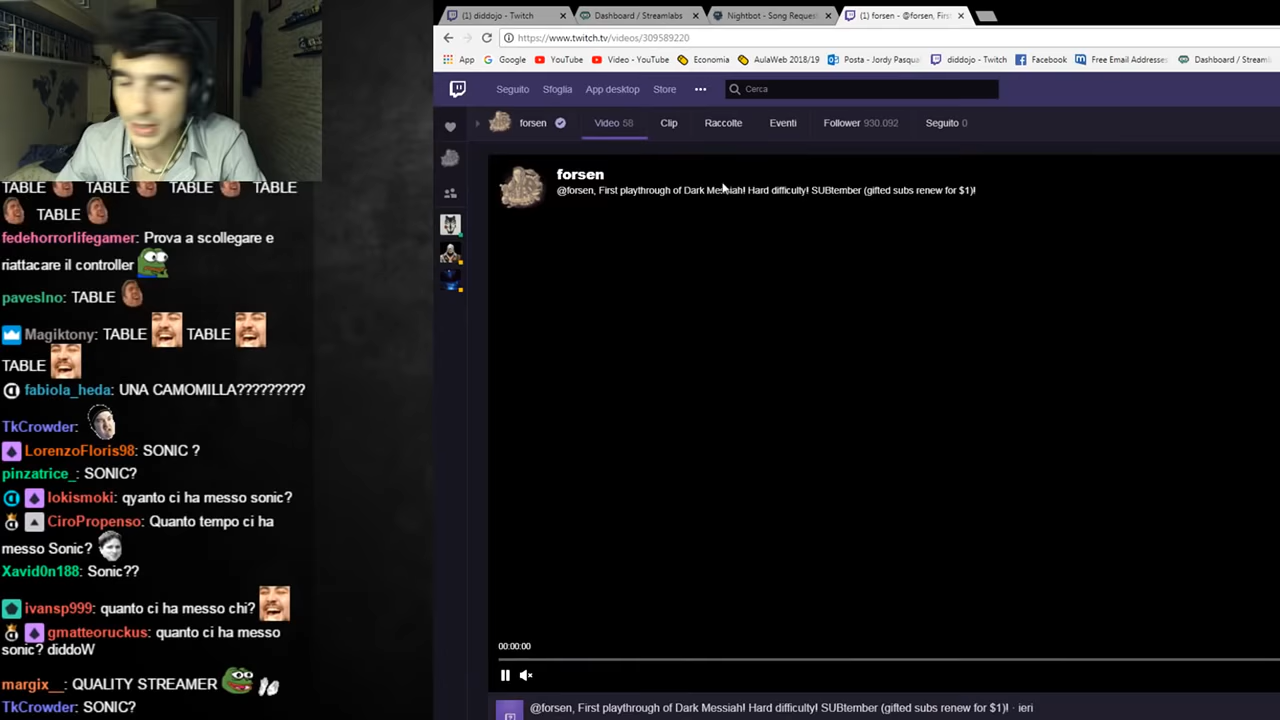 (1) diddojo - Twitch
Dashboard / Streamlabs
Nightbot - Song Request
(1) forsen - @forsen, Firs
https://www.twitch.tv/videos/309589220
App Google YouTube Video - YouTube Economia AulaWeb 2018/19 Posta - Jordy Pasqua diddojo - Twitch Facebook Free Email Addresses Dashboard / Streamla
Seguito Sfoglia App desktop Store ••• Cerca
forsen Video 58 Clip Raccolte Eventi Follower 930.092 Seguito 0
forsen
@forsen, First playthrough of Dark Messiah! Hard difficulty! SUBtember (gifted subs renew for $1)!
00:00:00
@forsen, First playthrough of Dark Messiah! Hard difficulty! SUBtember (gifted subs renew for $1)! · ieri
TABLE TABLE TABLE TABLE
TABLE
fedehorrorlifegamer: Prova a scollegare e
riattacare il controller
pavesIno: TABLE
Magiktony: TABLE TABLE
TABLE
fabiola_heda: UNA CAMOMILLA?????????
TkCrowder:
LorenzoFloris98: SONIC ?
pinzatrice_: SONIC?
lokismoki: qyanto ci ha messo sonic?
CiroPropenso: Quanto tempo ci ha
messo Sonic?
Xavid0n188: Sonic??
ivansp999: quanto ci ha messo chi?
gmatteoruckus: quanto ci ha messo
sonic? diddoW
margix__: QUALITY STREAMER
TkCrowder: SONIC?